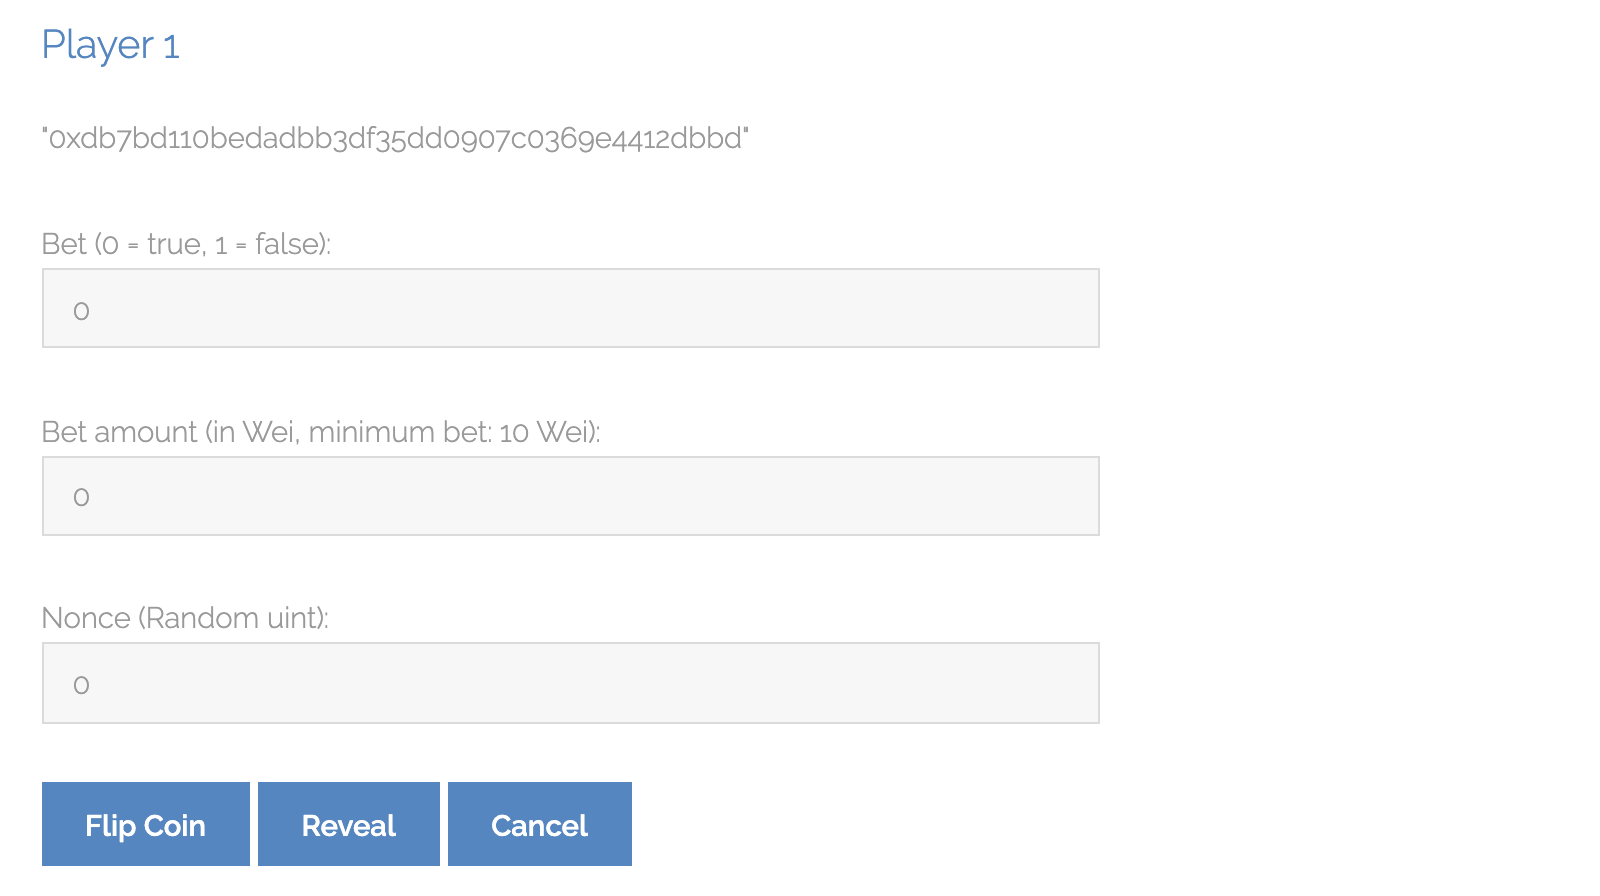 Player 1
"0xdb7bd110bedadbb3df35dd0907c0369e4412dbbd"
Bet (0 = true, 1 = false):
0
Bet amount (in Wei, minimum bet: 10 Wei):
0
Nonce (Random uint):
0
Flip Coin Reveal Cancel